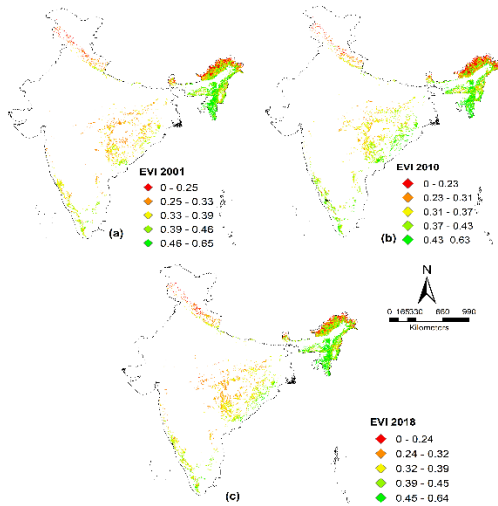 EVI 2001
0 - 0.25
0.25 - 0.33
0.33 - 0.39
0.39 - 0.46
0.46 - 0.65
(a)
EVI 2010
0 - 0.23
0.23 - 0.31
0.31 - 0.37
0.37 - 0.43
0.43 0.63
(b)
N
0 165330 660 990
Kilometers
EVI 2018
0 - 0.24
0.24 - 0.32
0.32 - 0.39
0.39 - 0.45
0.45 - 0.64
(c)